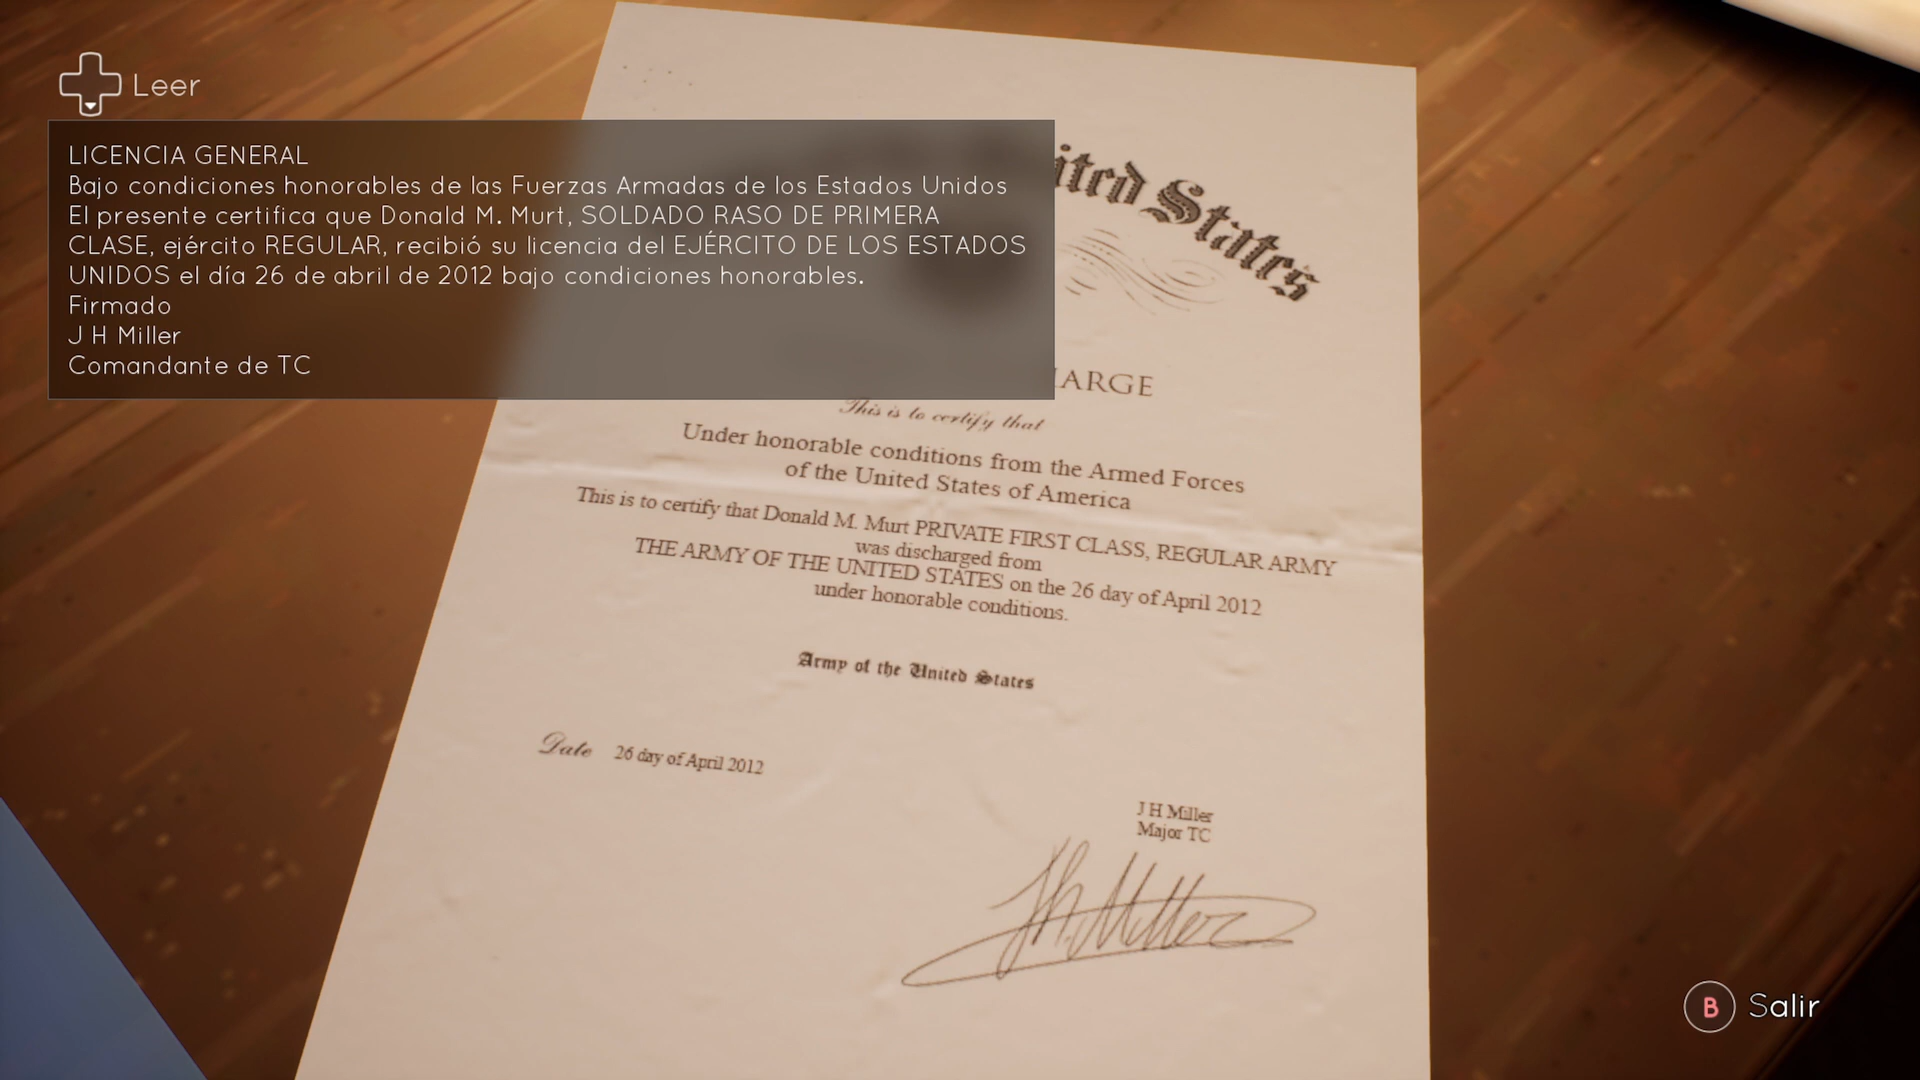 Leer
LICENCIA GENERAL
Bajo condiciones honorables de las Fuerzas Armadas de los Estados Unidos
El presente certifica que Donald M. Murt, SOLDADO RASO DE PRIMERA
CLASE, ejército REGULAR, recibió su licencia del EJÉRCITO DE LOS ESTADOS
UNIDOS el día 26 de abril de 2012 bajo condiciones honorables.
Firmado
J H Miller
Comandante de TC
States
This is to certify that
Under honorable conditions from the Armed Forces
of the United States of America
This is to certify that Donald M. Murt PRIVATE FIRST CLASS, REGULAR ARMY
was discharged from
THE ARMY OF THE UNITED STATES on the 26 day of April 2012
under honorable conditions.
Army of the United States
Date 26 day of April 2012
J H Miller
Major TC
J.h.Miller
B Salir